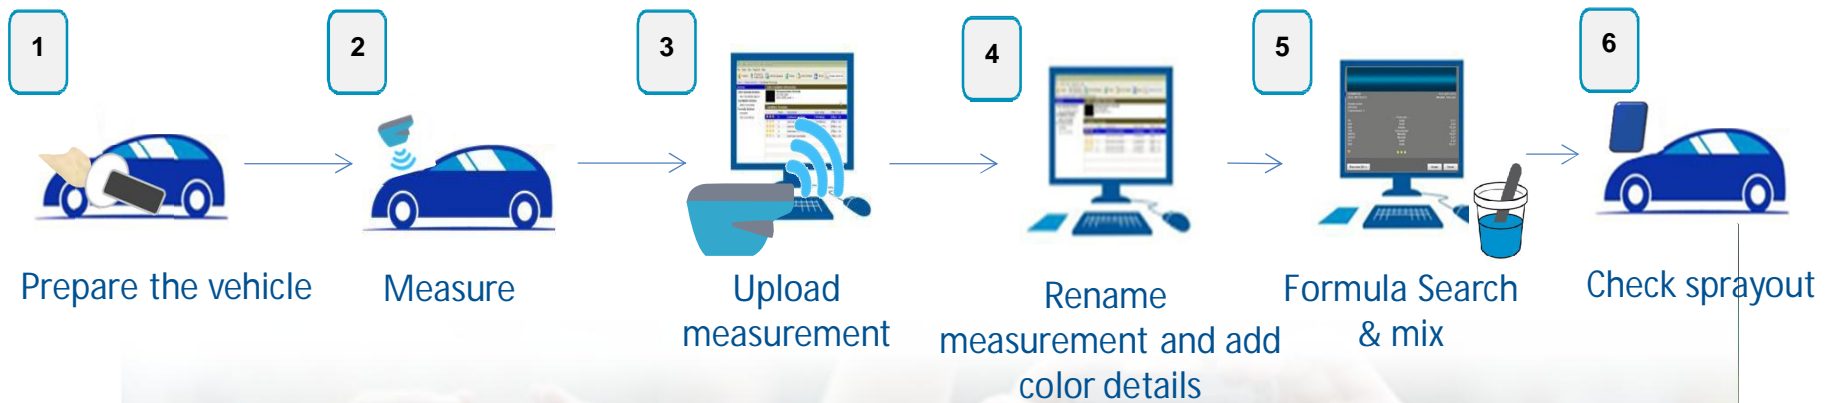 1
2
3
4
5
6
Prepare the vehicle
Measure
Upload
measurement
Rename
measurement and add
color details
Formula Search
& mix
Check sprayout